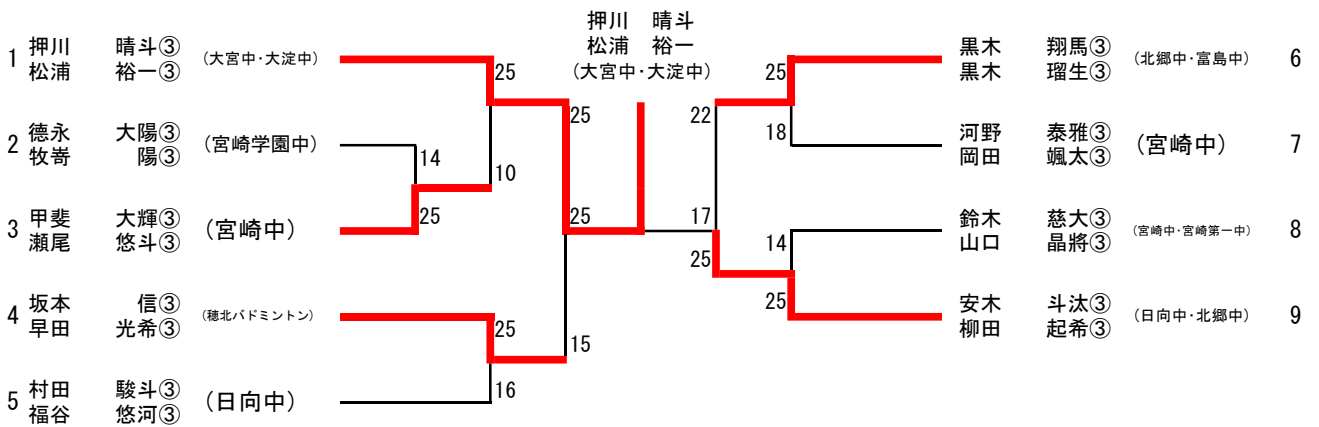 押川 晴斗
松浦 裕一
(大宮中・大淀中)
1 押川 晴斗③ (大宮中・大淀中)
松浦 裕一③
2 德永 大陽③ (宮崎学園中)
牧嵜 陽③
3 甲斐 大輝③ (宮崎中)
瀬尾 悠斗③
4 坂本 信③ (穂北バドミントン)
早田 光希③
5 村田 駿斗③ (日向中)
福谷 悠河③
25
10
14
25
25
15
25
16
25
17
22
25
25
18
14
25
黒木 翔馬③ (北郷中・富島中) 6
黒木 瑠生③
河野 泰雅③ (宮崎中) 7
岡田 颯太③
鈴木 慈大③ (宮崎中・宮崎第一中) 8
山口 晶將③
安木 斗汰③ (日向中・北郷中) 9
柳田 起希③